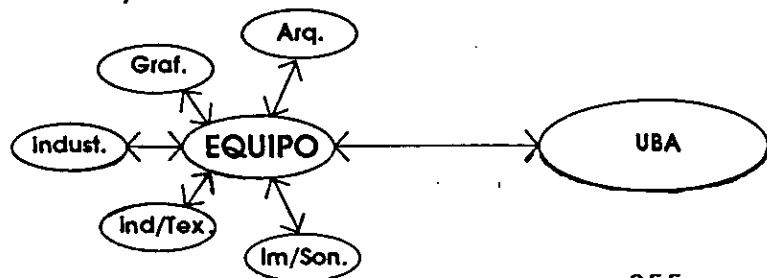 Arq.
Graf.
Indust.
EQUIPO
UBA
Ind/Tex.
Im/Son.